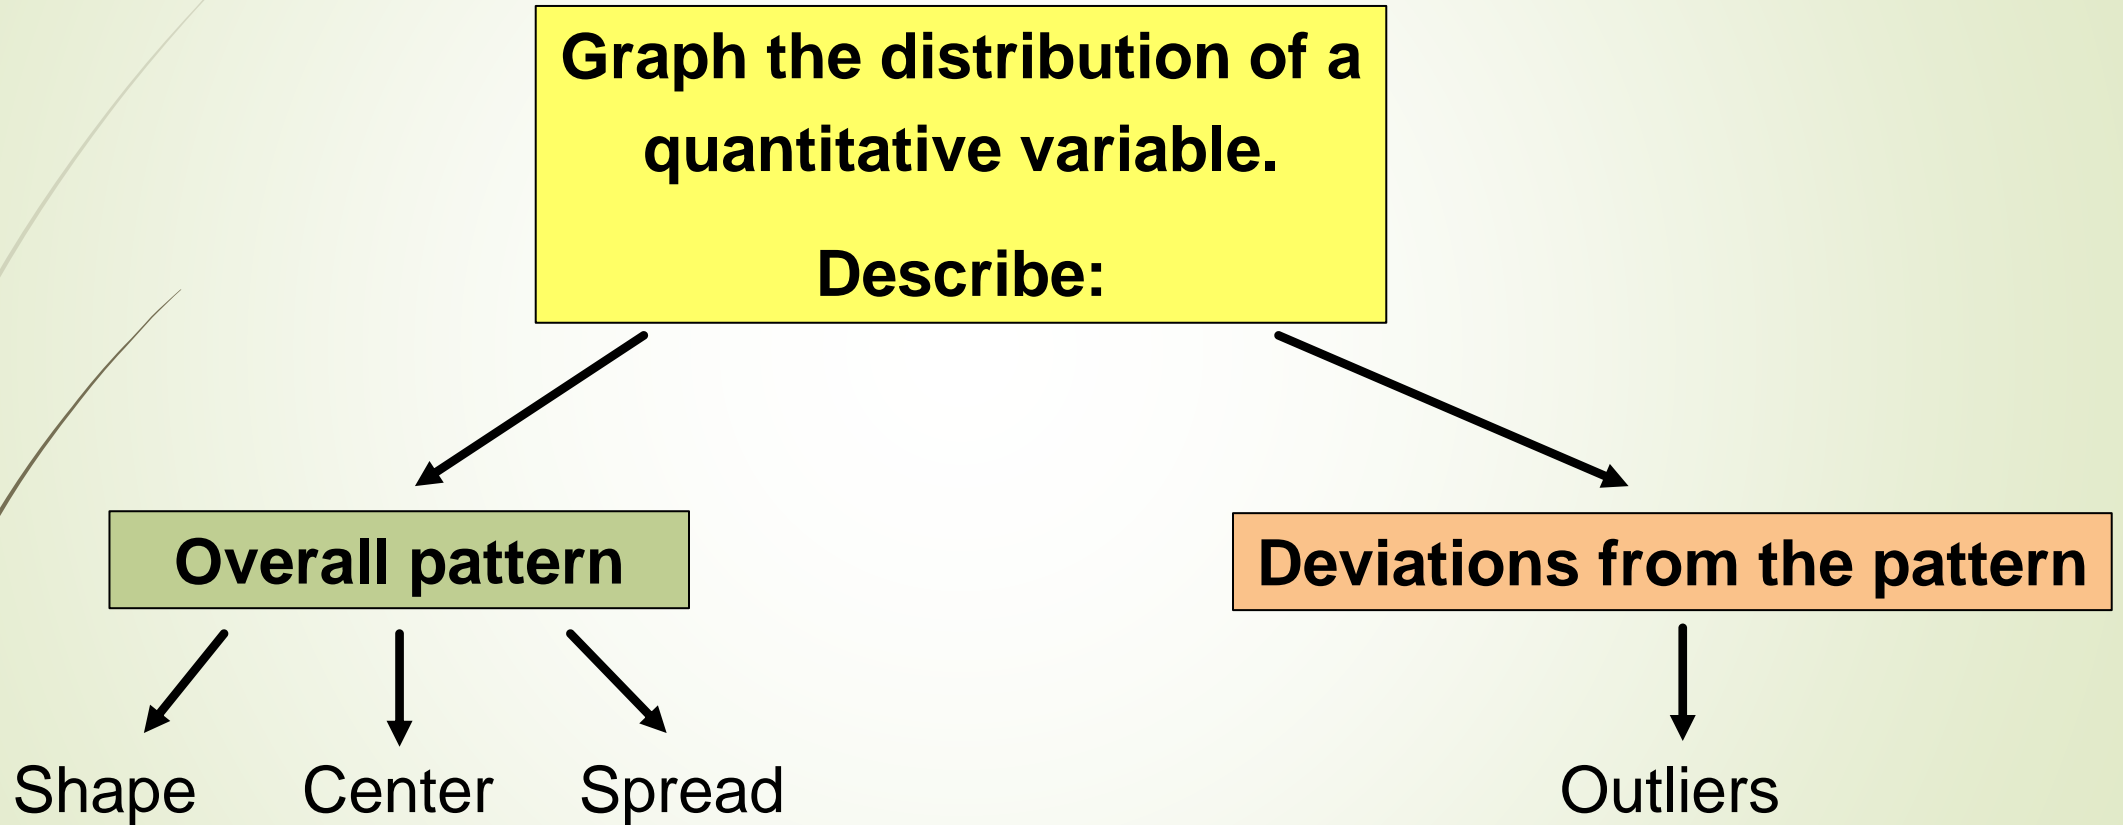 Graph the distribution of a
quantitative variable.
Describe:
Overall pattern
Deviations from the pattern
Shape
Center
Spread
Outliers